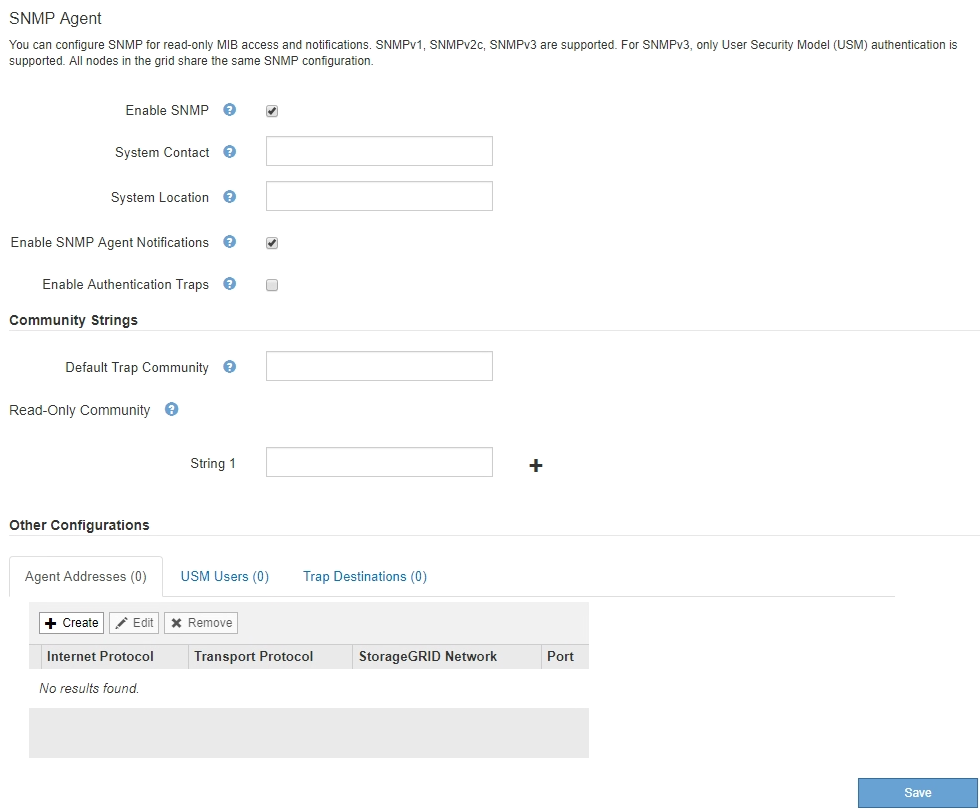 SNMP Agent
You can configure SNMP for read-only MIB access and notifications. SNMPv1, SNMPv2c, SNMPv3 are supported. For SNMPv3, only User Security Model (USM) authentication is
supported. All nodes in the grid share the same SNMP configuration.
Enable SNMP ?
System Contact ?
System Location ?
Enable SNMP Agent Notifications ?
Enable Authentication Traps ?
Community Strings
Default Trap Community ?
Read-Only Community ?
String 1
Other Configurations
Agent Addresses (0) USM Users (0) Trap Destinations (0)
Create Edit Remove
Internet Protocol Transport Protocol StorageGRID Network Port
No results found.
Save